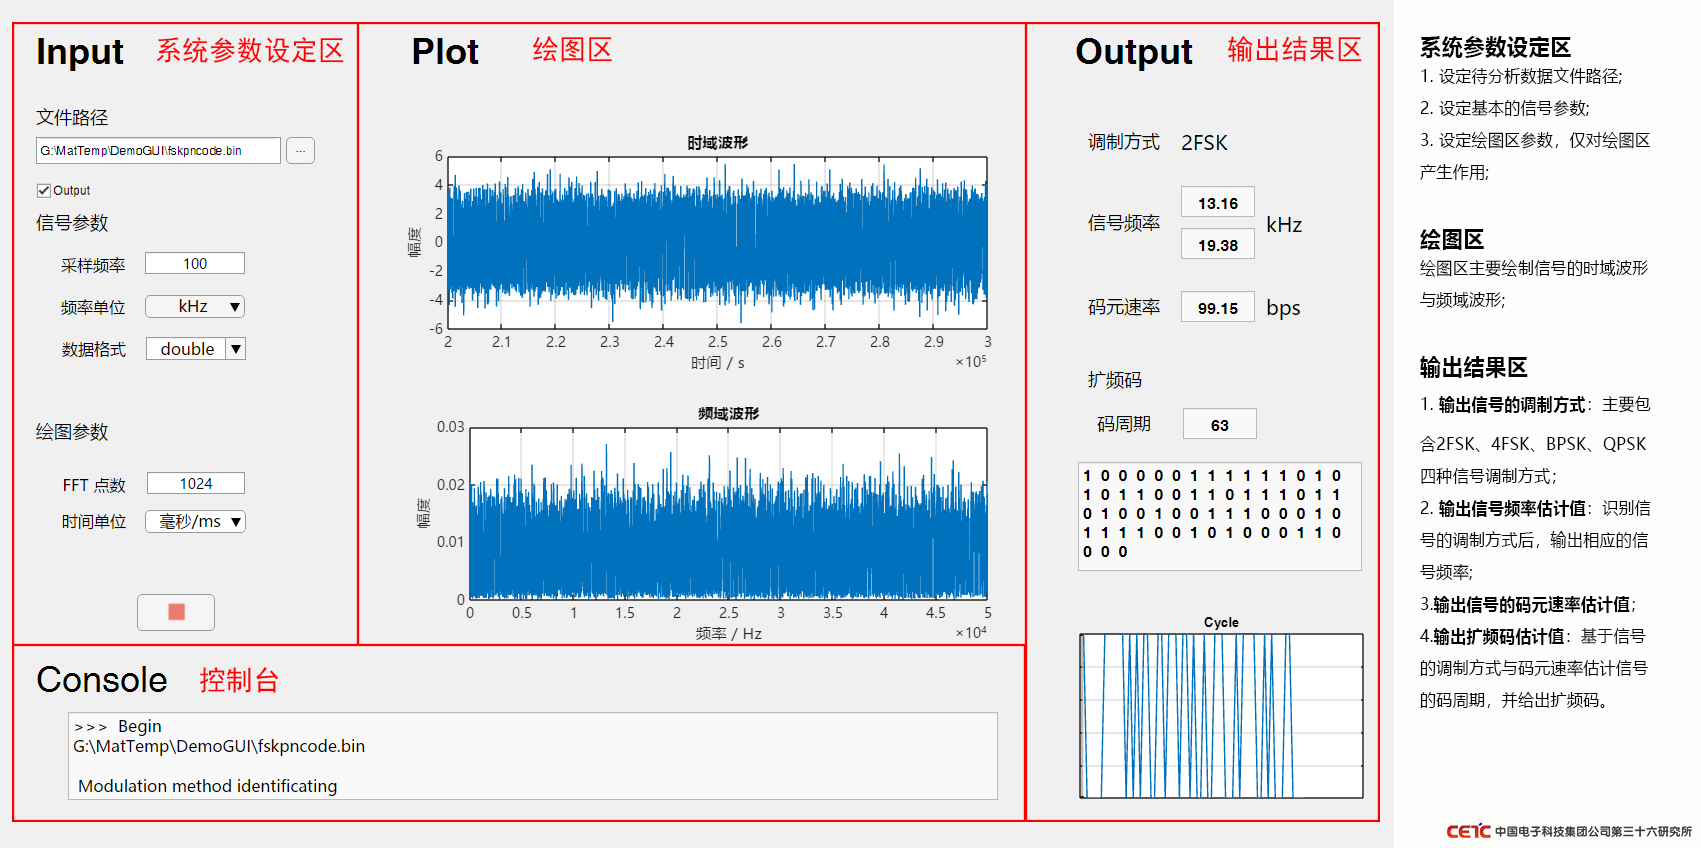 Input 系统参数设定区
文件路径
G:\MatTemp\DemoGUI\fskpncode.bin ...
Output
信号参数
采样频率 100
频率单位 kHz
数据格式 double
绘图参数
FFT 点数 1024
时间单位 毫秒/ms
Plot 绘图区
时域波形
幅度
6
4
2
0
-2
-4
-6
2 2.1 2.2 2.3 2.4 2.5 2.6 2.7 2.8 2.9 3
时间 / s ×10⁵
频域波形
幅度
0.03
0.02
0.01
0
0 0.5 1 1.5 2 2.5 3 3.5 4 4.5 5
频率 / Hz ×10⁴
Console 控制台
>>> Begin
G:\MatTemp\DemoGUI\fskpncode.bin
Modulation method identificating
Output 输出结果区
调制方式 2FSK
信号频率 13.16 kHz
19.38
码元速率 99.15 bps
扩频码
码周期 63
1 0 0 0 0 0 1 1 1 1 1 1 0 1 0
1 0 1 1 0 0 1 1 0 1 1 1 0 1 1
0 1 0 0 1 0 0 1 1 1 0 0 0 1 0
1 1 1 1 0 0 1 0 1 0 0 0 1 1 0
0 0 0
Cycle
系统参数设定区
1. 设定待分析数据文件路径;
2. 设定基本的信号参数;
3. 设定绘图区参数，仅对绘图区
产生作用;
绘图区
绘图区主要绘制信号的时域波形
与频域波形;
输出结果区
1. 输出信号的调制方式：主要包
含2FSK、4FSK、BPSK、QPSK
四种信号调制方式;
2. 输出信号频率估计值：识别信
号的调制方式后，输出相应的信
号频率;
3.输出信号的码元速率估计值;
4.输出扩频码估计值：基于信号
的调制方式与码元速率估计信号
的码周期，并给出扩频码。
CETC 中国电子科技集团公司第三十六研究所